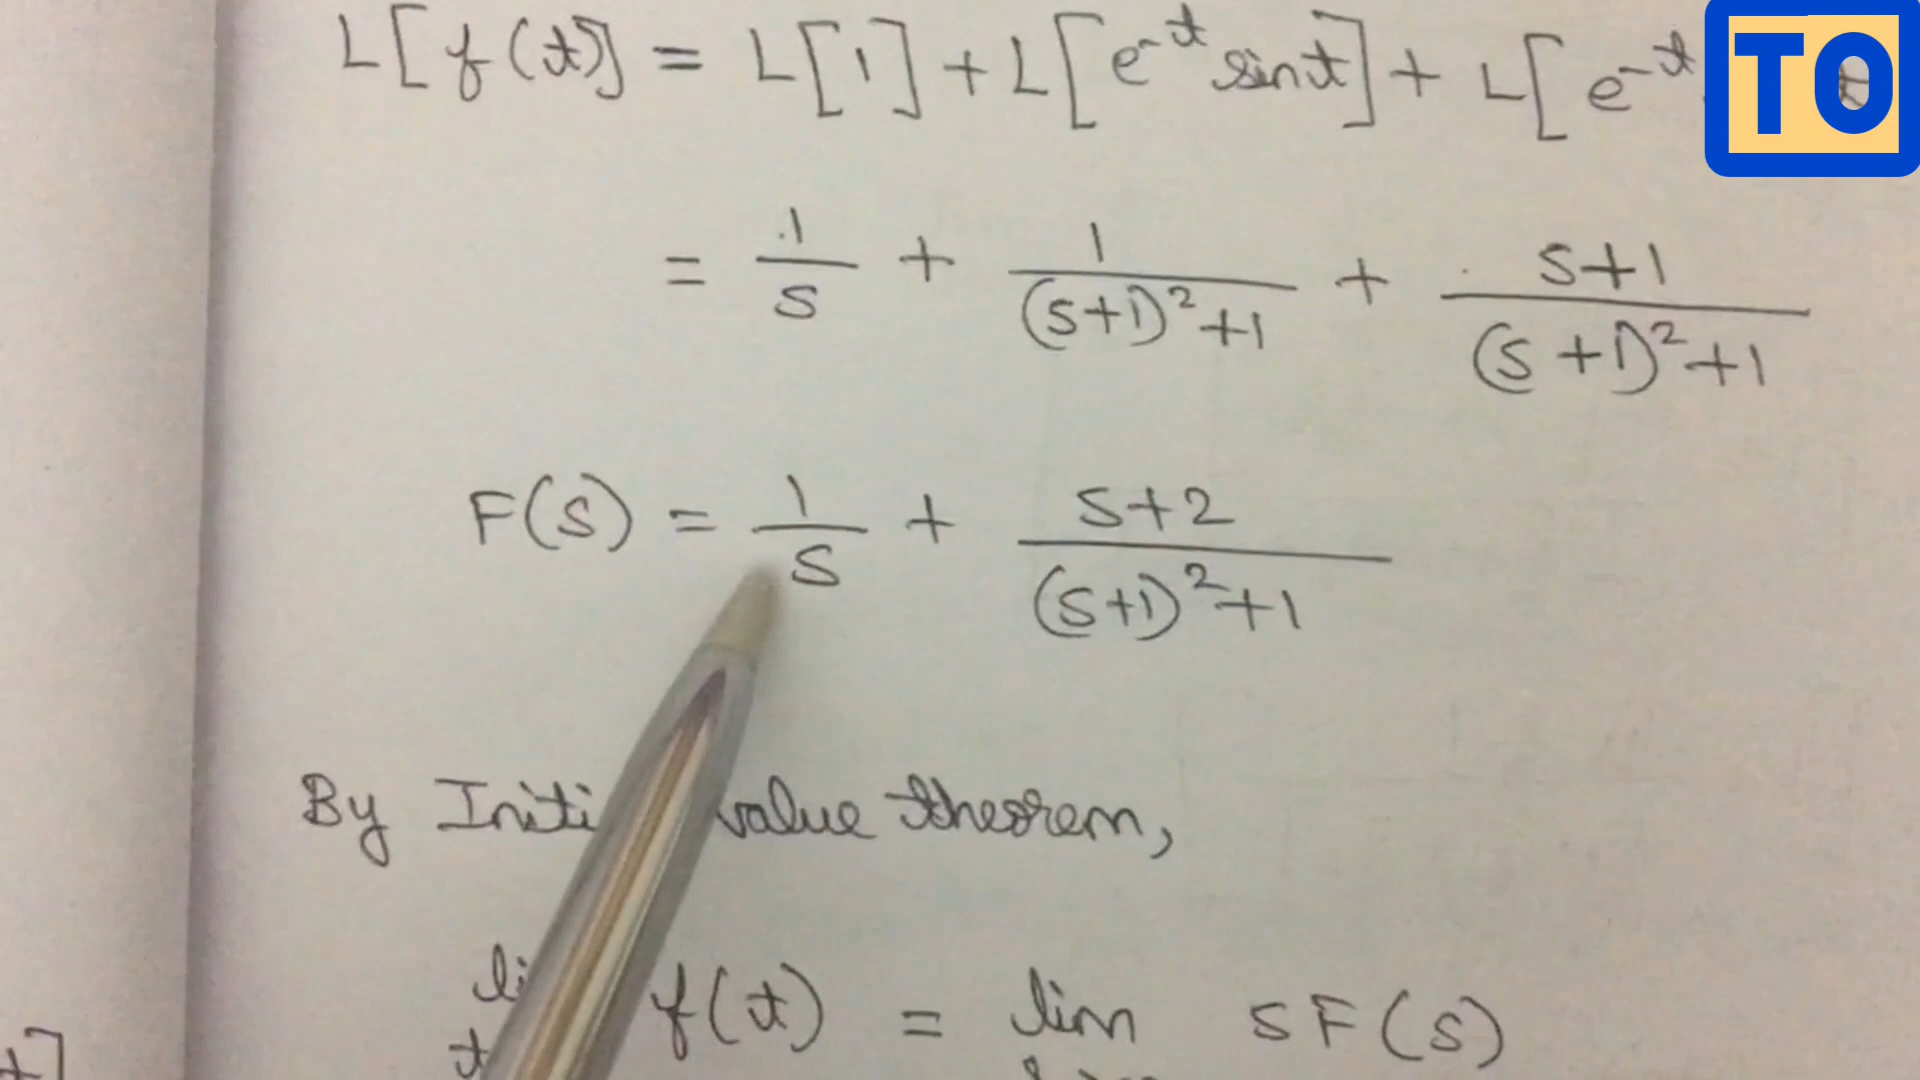 L[f(t)] = L[1] + L[e^-t sin t] + L[e^-t t
TO
= 1/s + 1/((s+1)^2+1) + s+1/((s+1)^2+1)
F(s) = 1/s + s+2/((s+1)^2+1)
By Initi value theorem,
li f(t) = lim sF(s)
t
t]